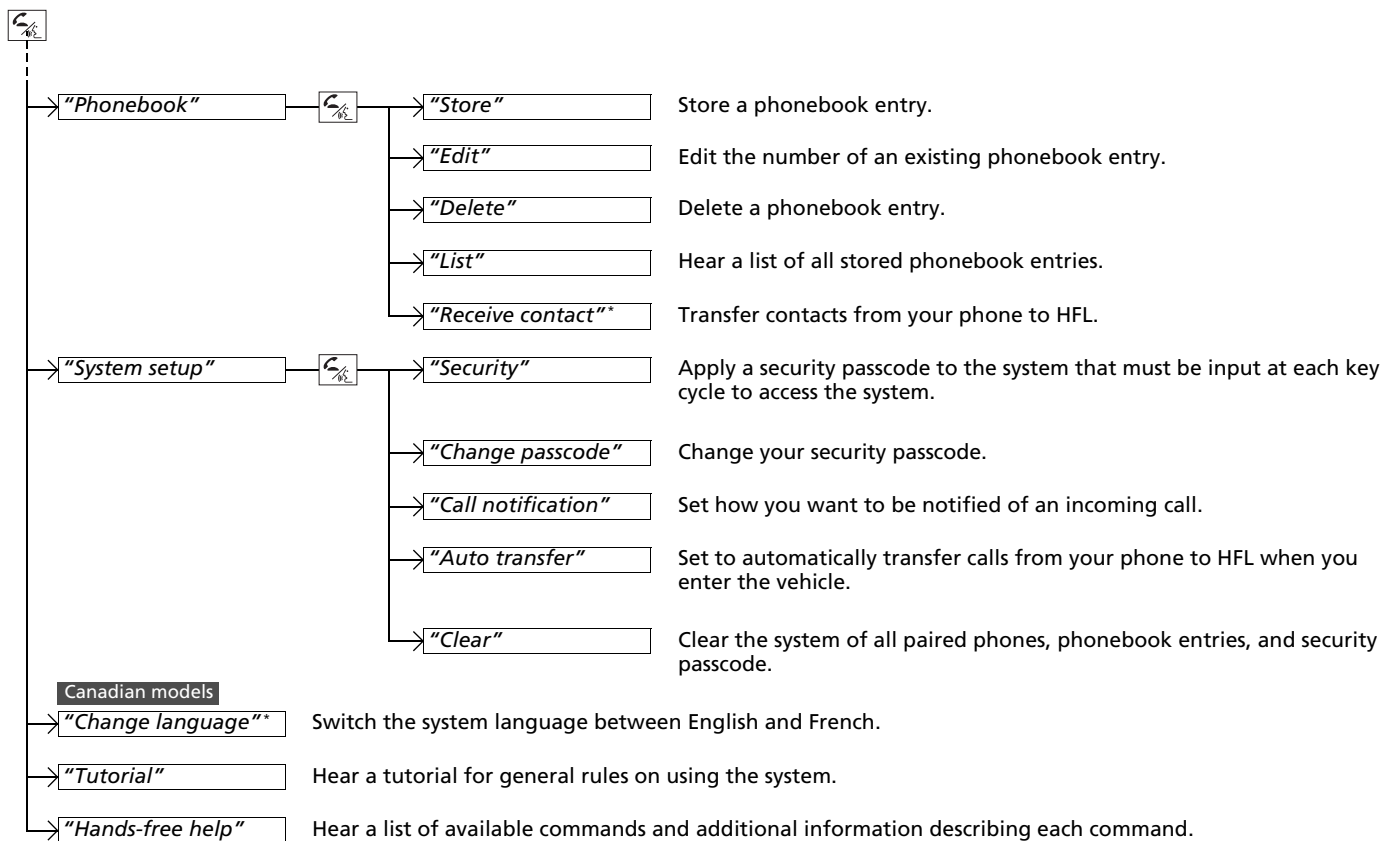 "Phonebook"
"Store"
Store a phonebook entry.
"Edit"
Edit the number of an existing phonebook entry.
"Delete"
Delete a phonebook entry.
"List"
Hear a list of all stored phonebook entries.
"Receive contact"*
Transfer contacts from your phone to HFL.
"System setup"
"Security"
Apply a security passcode to the system that must be input at each key
cycle to access the system.
"Change passcode"
Change your security passcode.
"Call notification"
Set how you want to be notified of an incoming call.
"Auto transfer"
Set to automatically transfer calls from your phone to HFL when you
enter the vehicle.
"Clear"
Clear the system of all paired phones, phonebook entries, and security
passcode.
Canadian models
"Change language"*
Switch the system language between English and French.
"Tutorial"
Hear a tutorial for general rules on using the system.
"Hands-free help"
Hear a list of available commands and additional information describing each command.